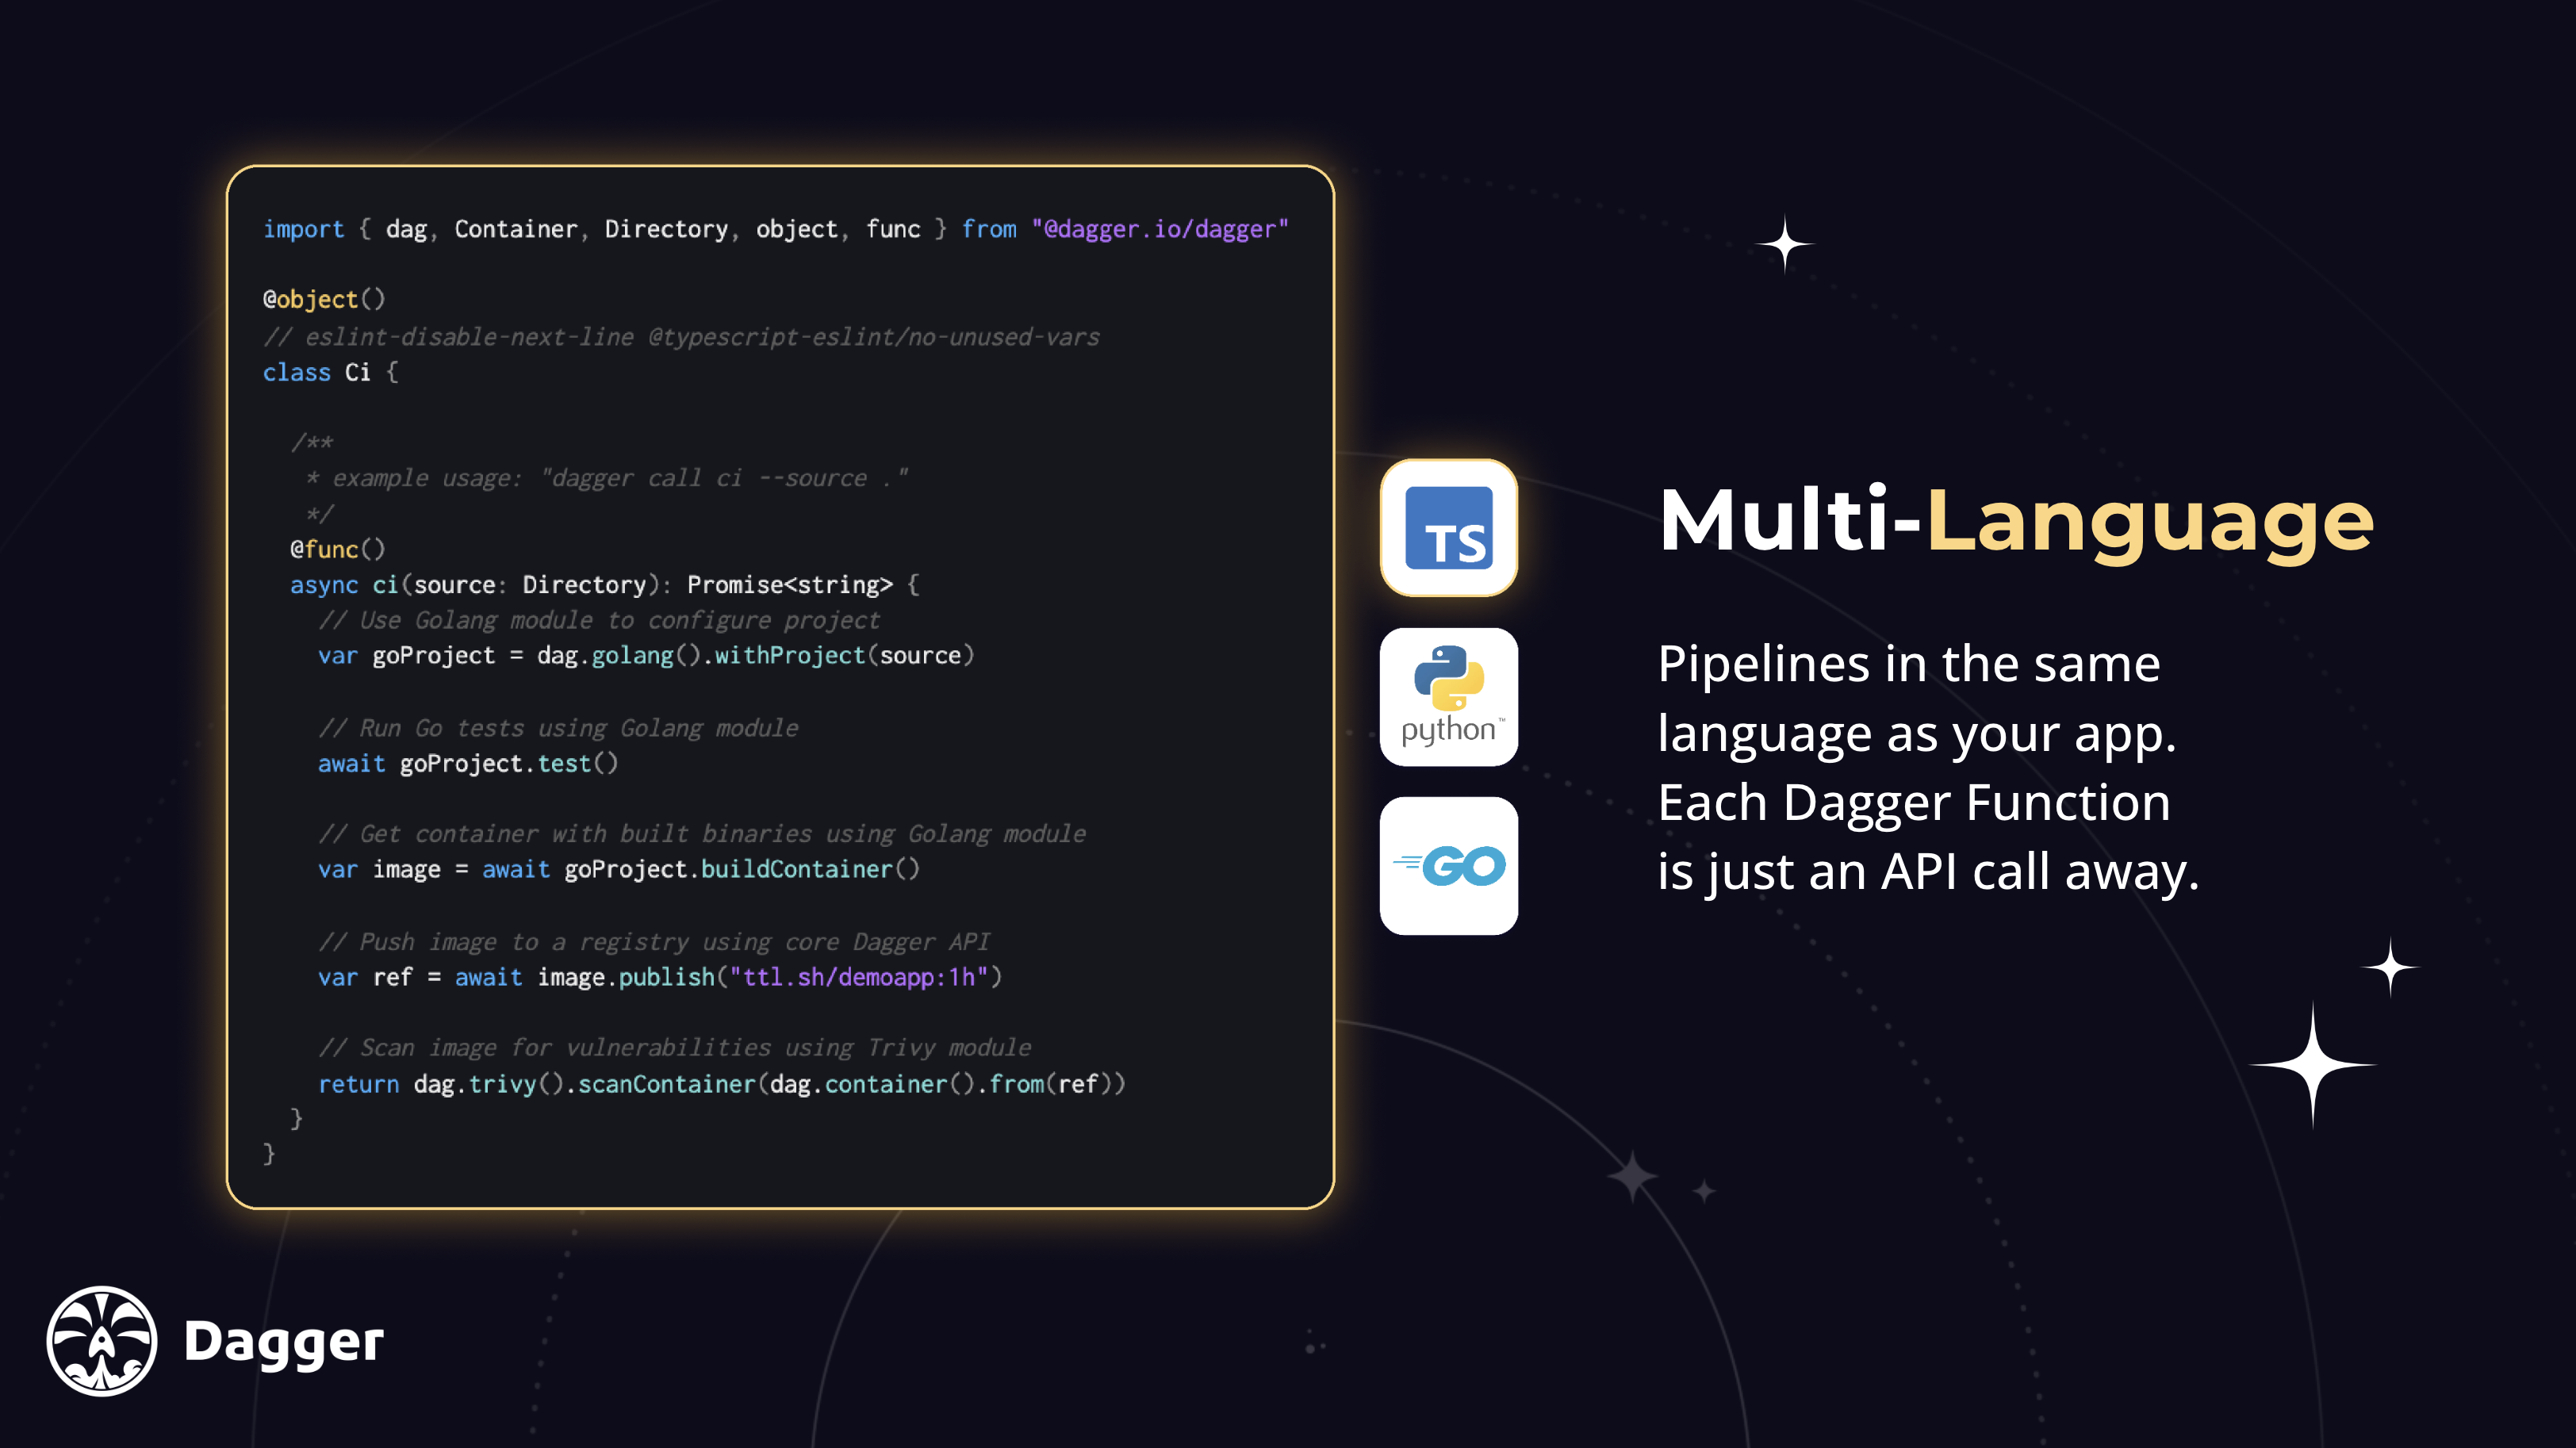 import { dag, Container, Directory, object, func } from "@dagger.io/dagger"
@object()
// eslint-disable-next-line @typescript-eslint/no-unused-vars
class Ci {
/**
* example usage: "dagger call ci --source ."
*/
@func()
async ci(source: Directory): Promise<string> {
// Use Golang module to configure project
var goProject = dag.golang().withProject(source)
// Run Go tests using Golang module
await goProject.test()
// Get container with built binaries using Golang module
var image = await goProject.buildContainer()
// Push image to a registry using core Dagger API
var ref = await image.publish("ttl.sh/demoapp:1h")
// Scan image for vulnerabilities using Trivy module
return dag.trivy().scanContainer(dag.container().from(ref))
}
}
TS
python™
GO
Multi-Language
Pipelines in the same
language as your app.
Each Dagger Function
is just an API call away.
Dagger